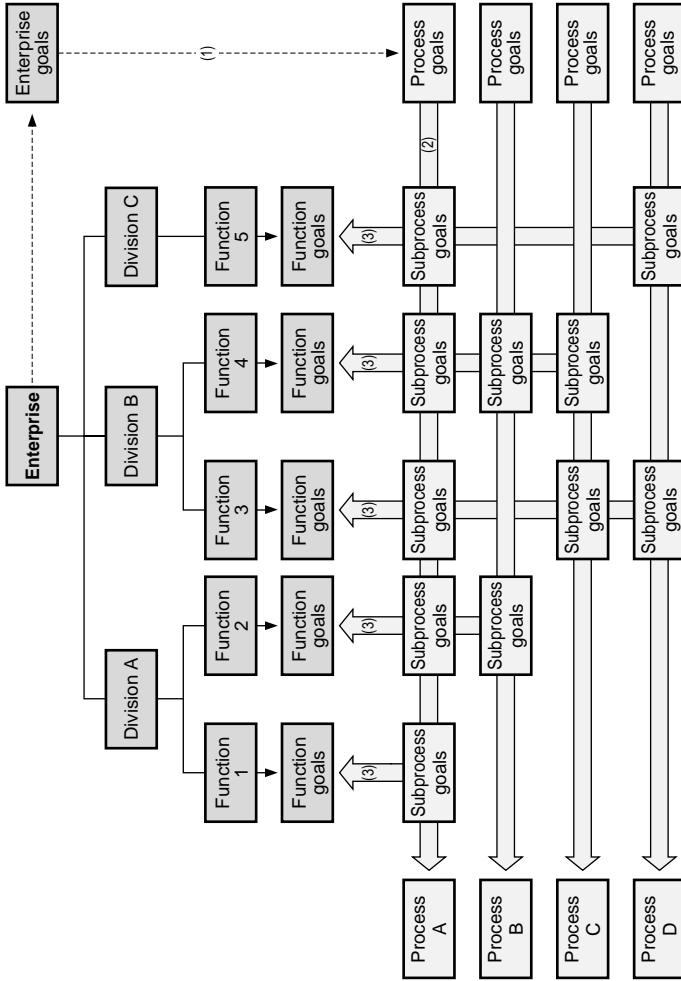 Enterprise
Enterprise
goals
Division A
Division B
Division C
(1)
Function
1
Function
2
Function
3
Function
4
Function
5
Function
goals
Function
goals
Function
goals
Function
goals
Function
goals
(3)
(3)
(3)
(3)
(3)
Process
A
Subprocess
goals
Subprocess
goals
Subprocess
goals
Subprocess
goals
Subprocess
goals
(2)
Process
goals
Process
B
Subprocess
goals
Subprocess
goals
Process
goals
Process
C
Subprocess
goals
Subprocess
goals
Process
goals
Process
D
Subprocess
goals
Subprocess
goals
Process
goals